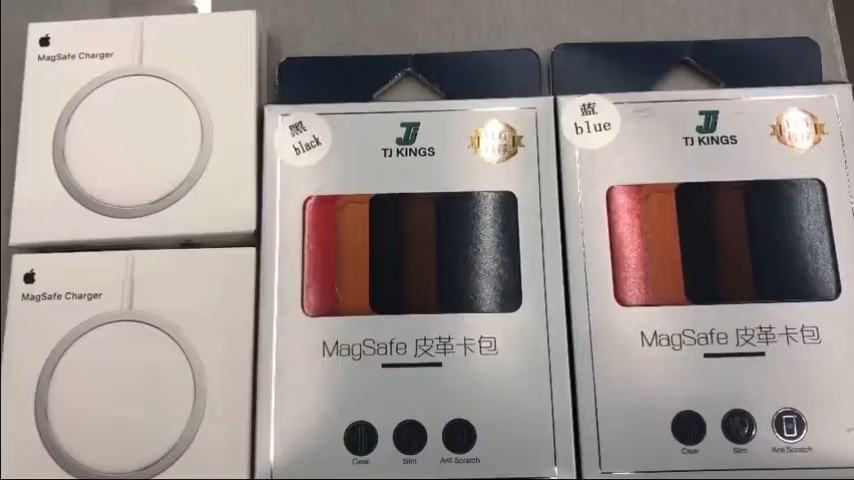 MagSafe Charger
MagSafe Charger
黑
black
TJ KINGS
MagSafe 皮革卡包
Clear
Slim
Anti Scratch
蓝
blue
TJ KINGS
MagSafe 皮革卡包
Clear
Slim
Anti Scratch